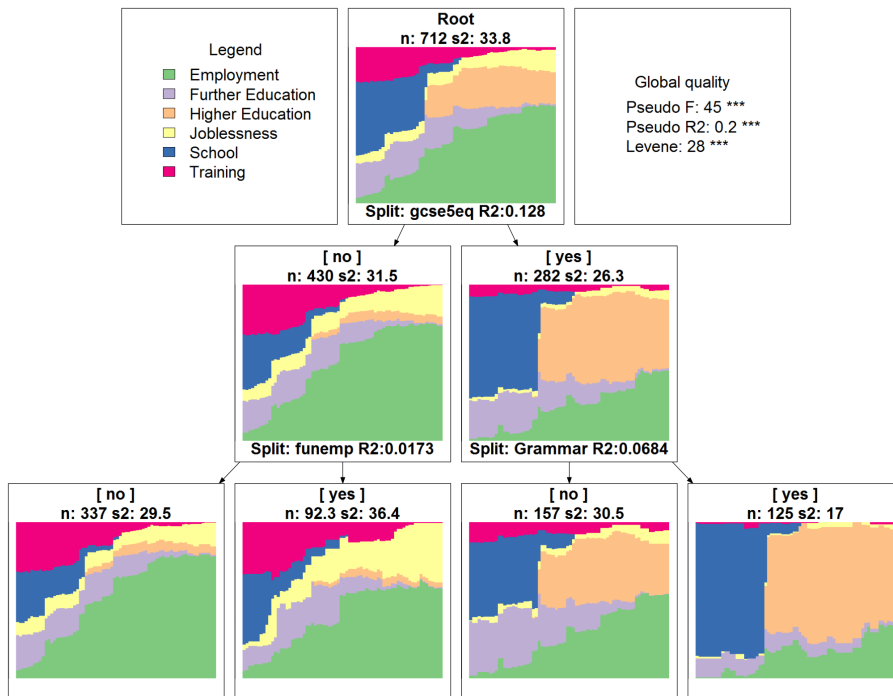 Legend
Employment
Further Education
Higher Education
Joblessness
School
Training
Root
n: 712 s2: 33.8
Split: gcse5eq R2:0.128
Global quality
Pseudo F: 45 ***
Pseudo R2: 0.2 ***
Levene: 28 ***
[ no ]
n: 430 s2: 31.5
Split: funemp R2:0.0173
[ yes ]
n: 282 s2: 26.3
Split: Grammar R2:0.0684
[ no ]
n: 337 s2: 29.5
[ yes ]
n: 92.3 s2: 36.4
[ no ]
n: 157 s2: 30.5
[ yes ]
n: 125 s2: 17